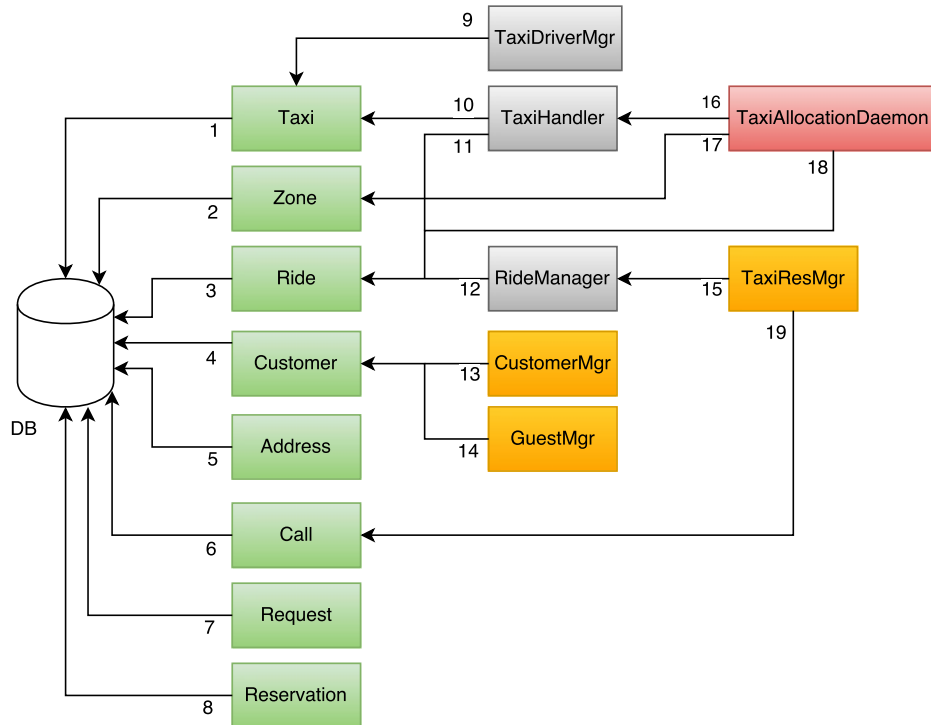 9
TaxiDriverMgr
Taxi
1
10
11
TaxiHandler
16
17
TaxiAllocationDaemon
18
Zone
2
Ride
3
12
RideManager
15
TaxiResMgr
19
Customer
4
13
CustomerMgr
DB
Address
5
14
GuestMgr
Call
6
Request
7
Reservation
8